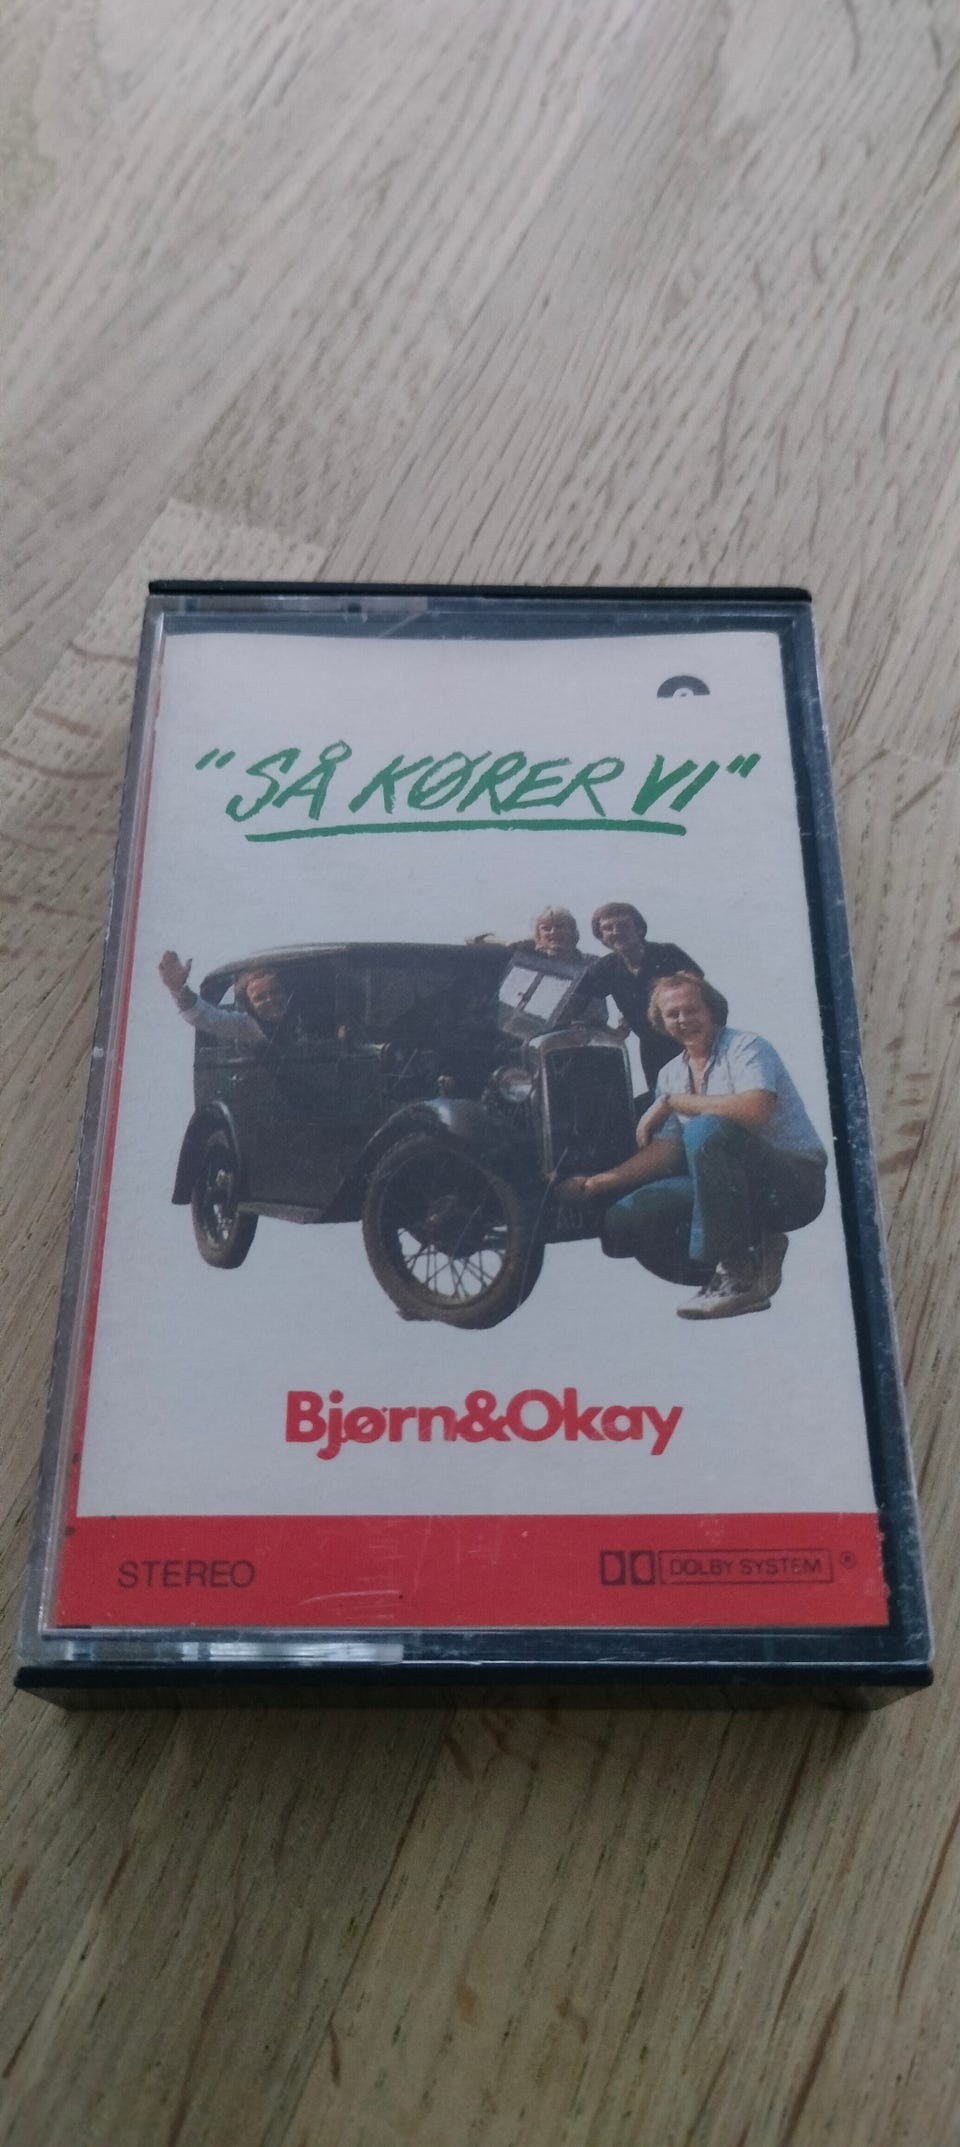 "SÅ KØRER VI"
Bjørn&Okay
STEREO
DOLBY SYSTEM ®